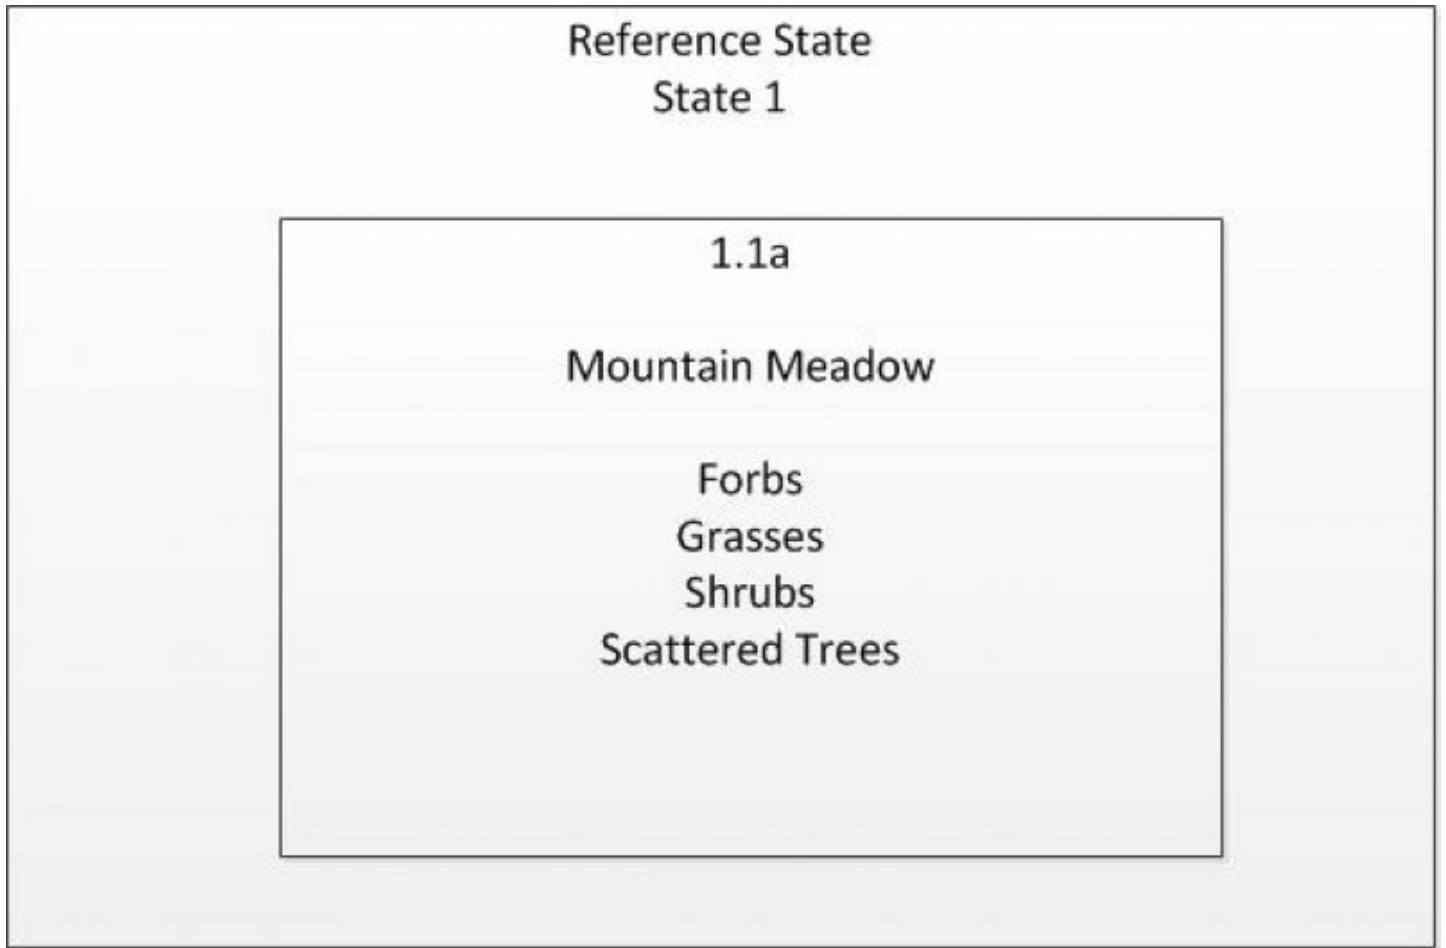 Reference State
State 1
1.1a
Mountain Meadow
Forbs
Grasses
Shrubs
Scattered Trees